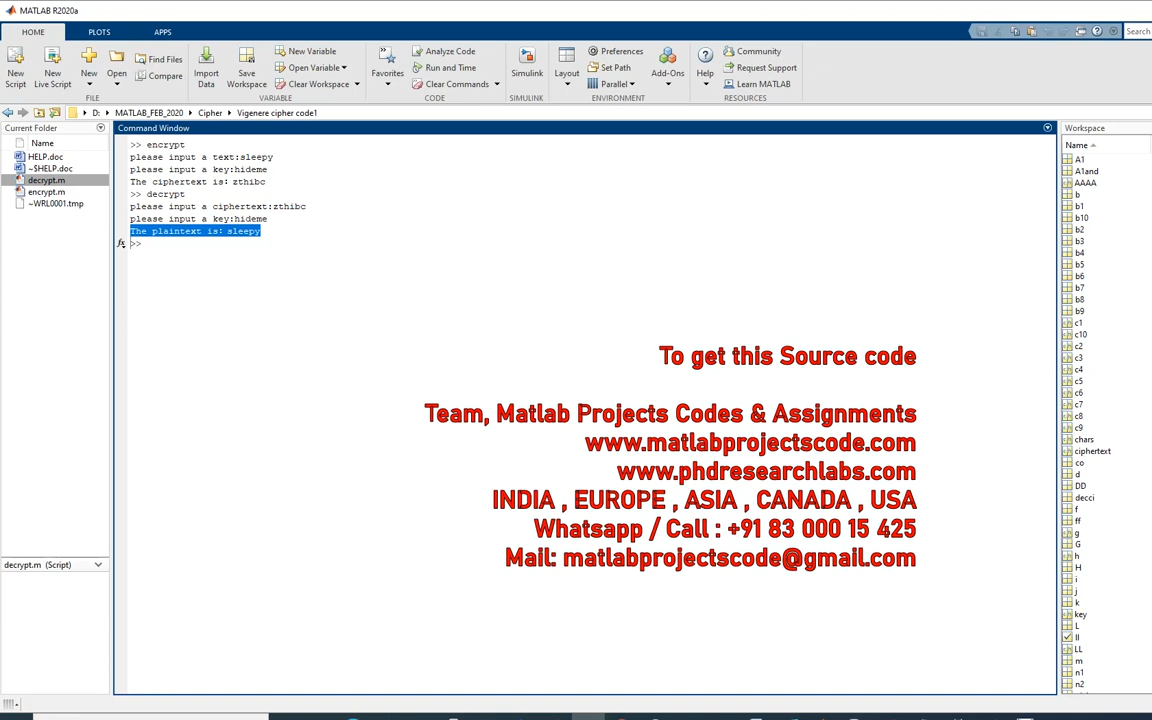 MATLAB R2020a
HOME PLOTS APPS
Search
New Script
New Live Script
New
Open
Find Files
Compare
FILE
Import Data
Save Workspace
New Variable
Open Variable
Clear Workspace
VARIABLE
Favorites
Analyze Code
Run and Time
Clear Commands
CODE
Simulink
SIMULINK
Layout
Preferences
Set Path
Parallel
Add-Ons
ENVIRONMENT
Help
Community
Request Support
Learn MATLAB
RESOURCES
D: MATLAB_FEB_2020 Cipher Vigenere cipher code1
Current Folder
Name
HELP.doc
~$HELP.doc
decrypt.m
encrypt.m
~WRL0001.tmp
decrypt.m (Script)
Command Window
>> encrypt
please input a text:sleepy
please input a key:hideme
The ciphertext is: zthibc
>> decrypt
please input a ciphertext:zthibc
please input a key:hideme
The plaintext is: sleepy
fx >>
To get this Source code
Team, Matlab Projects Codes & Assignments
www.matlabprojectscode.com
www.phdresearchlabs.com
INDIA , EUROPE , ASIA , CANADA , USA
Whatsapp / Call : +91 83 000 15 425
Mail: matlabprojectscode@gmail.com
Workspace
Name
A1
A1and
AAAA
b
b1
b10
b2
b3
b4
b5
b6
b7
b8
b9
c1
c10
c2
c3
c4
c5
c6
c7
c8
c9
chars
ciphertext
co
d
DD
decci
f
ff
g
G
h
H
i
j
k
key
L
LL
m
n1
n2